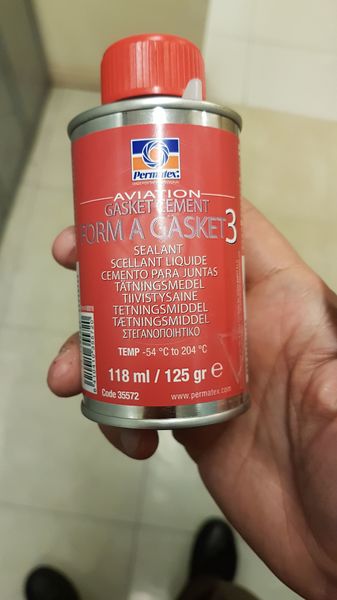 Permatex
AVIATION
GASKET CEMENT
FORM A GASKET 3
SEALANT
SCELLANT LIQUIDE
CEMENTO PARA JUNTAS
TÄTNINGSMEDEL
TIIVISTYSAINE
TETNINGSMIDDEL
TÆTNINGSMIDDEL
ΣΤΕΓΑΝΟΠΟΙΗΤΙΚΟ
TEMP -54 °C to 204 °C
118 ml / 125 gr ℮
Code 35572
www.permatex.com